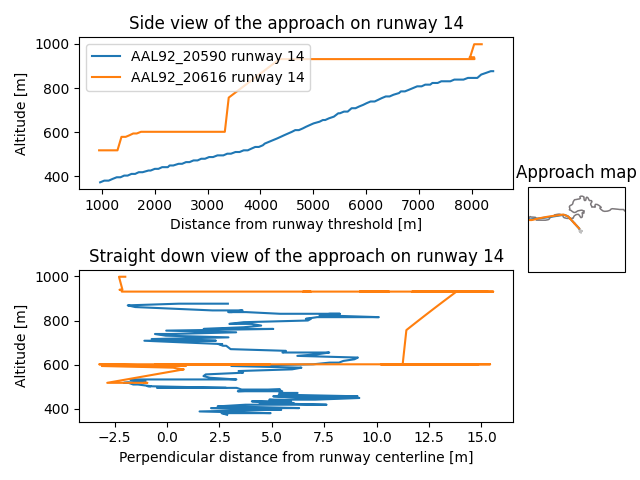 Side view of the approach on runway 14
1000
800
600
400
Altitude [m]
AAL92_20590 runway 14
AAL92_20616 runway 14
1000
2000
3000
4000
5000
6000
7000
8000
Distance from runway threshold [m]
Approach map
Straight down view of the approach on runway 14
1000
800
600
400
Altitude [m]
−2.5
0.0
2.5
5.0
7.5
10.0
12.5
15.0
Perpendicular distance from runway centerline [m]